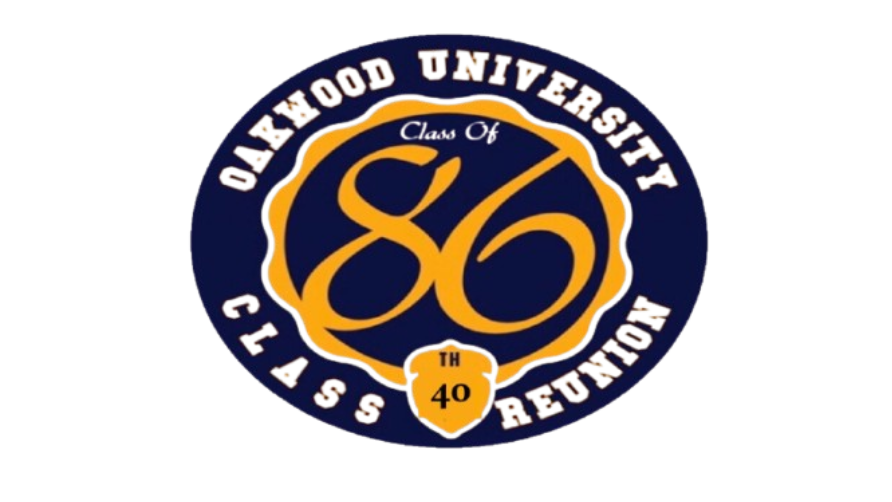 OAKWOOD UNIVERSITY
Class Of
86
TH
40
CLASS REUNION